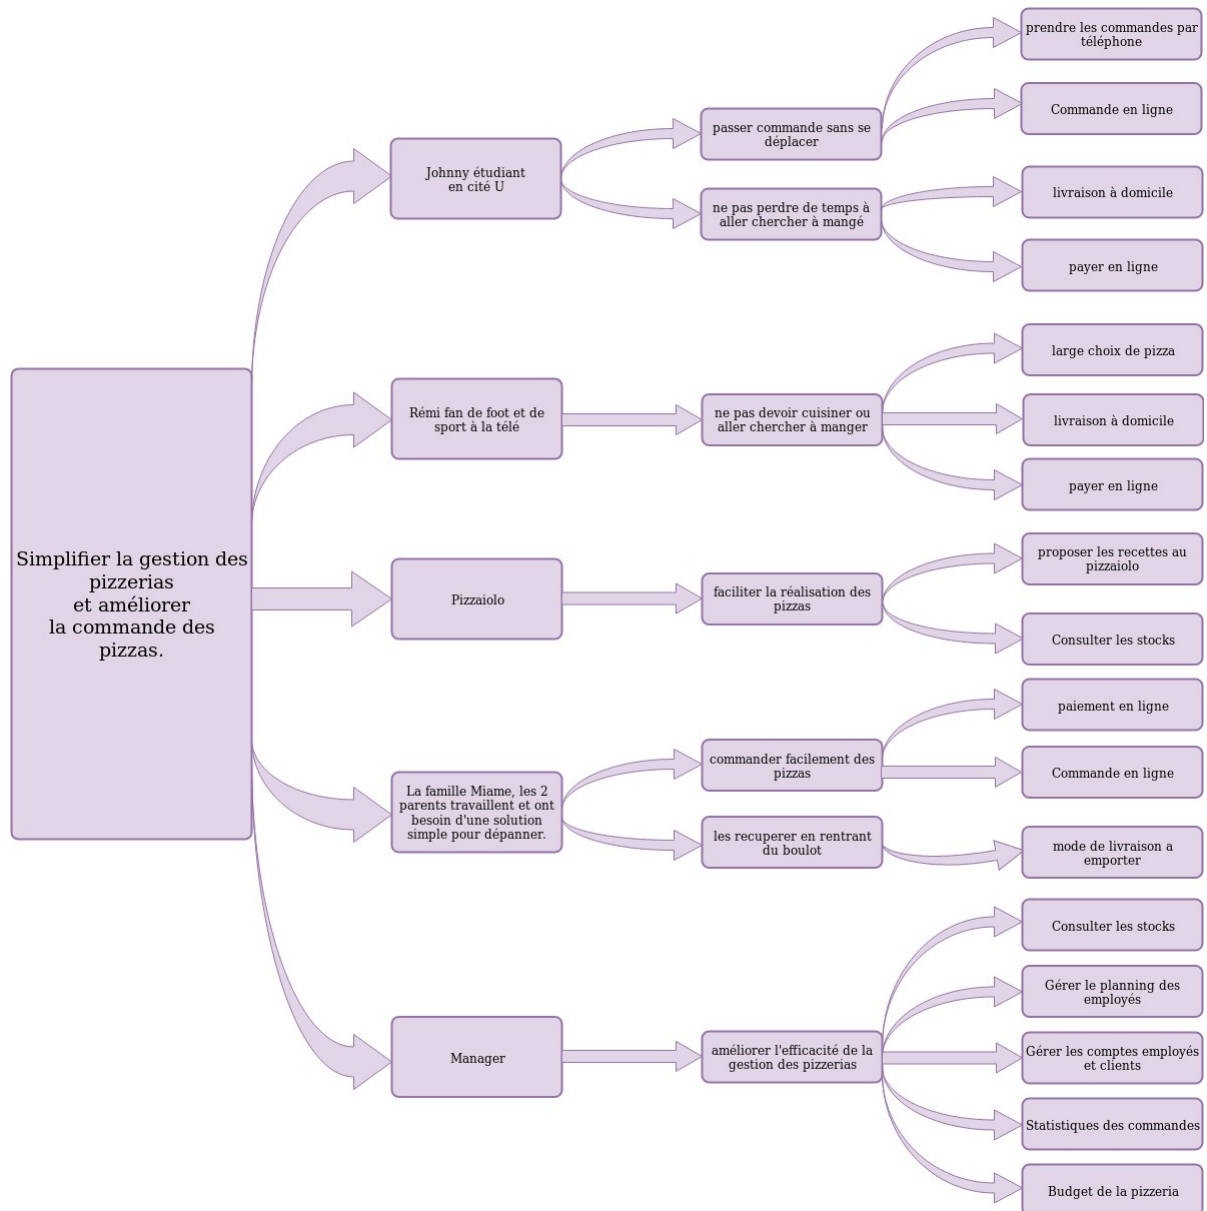 prendre les commandes par
téléphone
Commande en ligne
passer commande sans se
déplacer
Johnny étudiant
en cité U
livraison à domicile
ne pas perdre de temps à
aller chercher à mangé
payer en ligne
large choix de pizza
Rémi fan de foot et de
sport à la télé
ne pas devoir cuisiner ou
aller chercher à manger
livraison à domicile
payer en ligne
Simplifier la gestion des
pizzerias
et améliorer
la commande des
pizzas.
proposer les recettes au
pizzaiolo
Pizzaiolo
faciliter la réalisation des
pizzas
Consulter les stocks
paiement en ligne
commander facilement des
pizzas
Commande en ligne
La famille Miame, les 2
parents travaillent et ont
besoin d'une solution
simple pour dépanner.
les recuperer en rentrant
du boulot
mode de livraison a
emporter
Consulter les stocks
Gérer le planning des
employés
Manager
améliorer l'efficacité de la
gestion des pizzerias
Gérer les comptes employés
et clients
Statistiques des commandes
Budget de la pizzeria